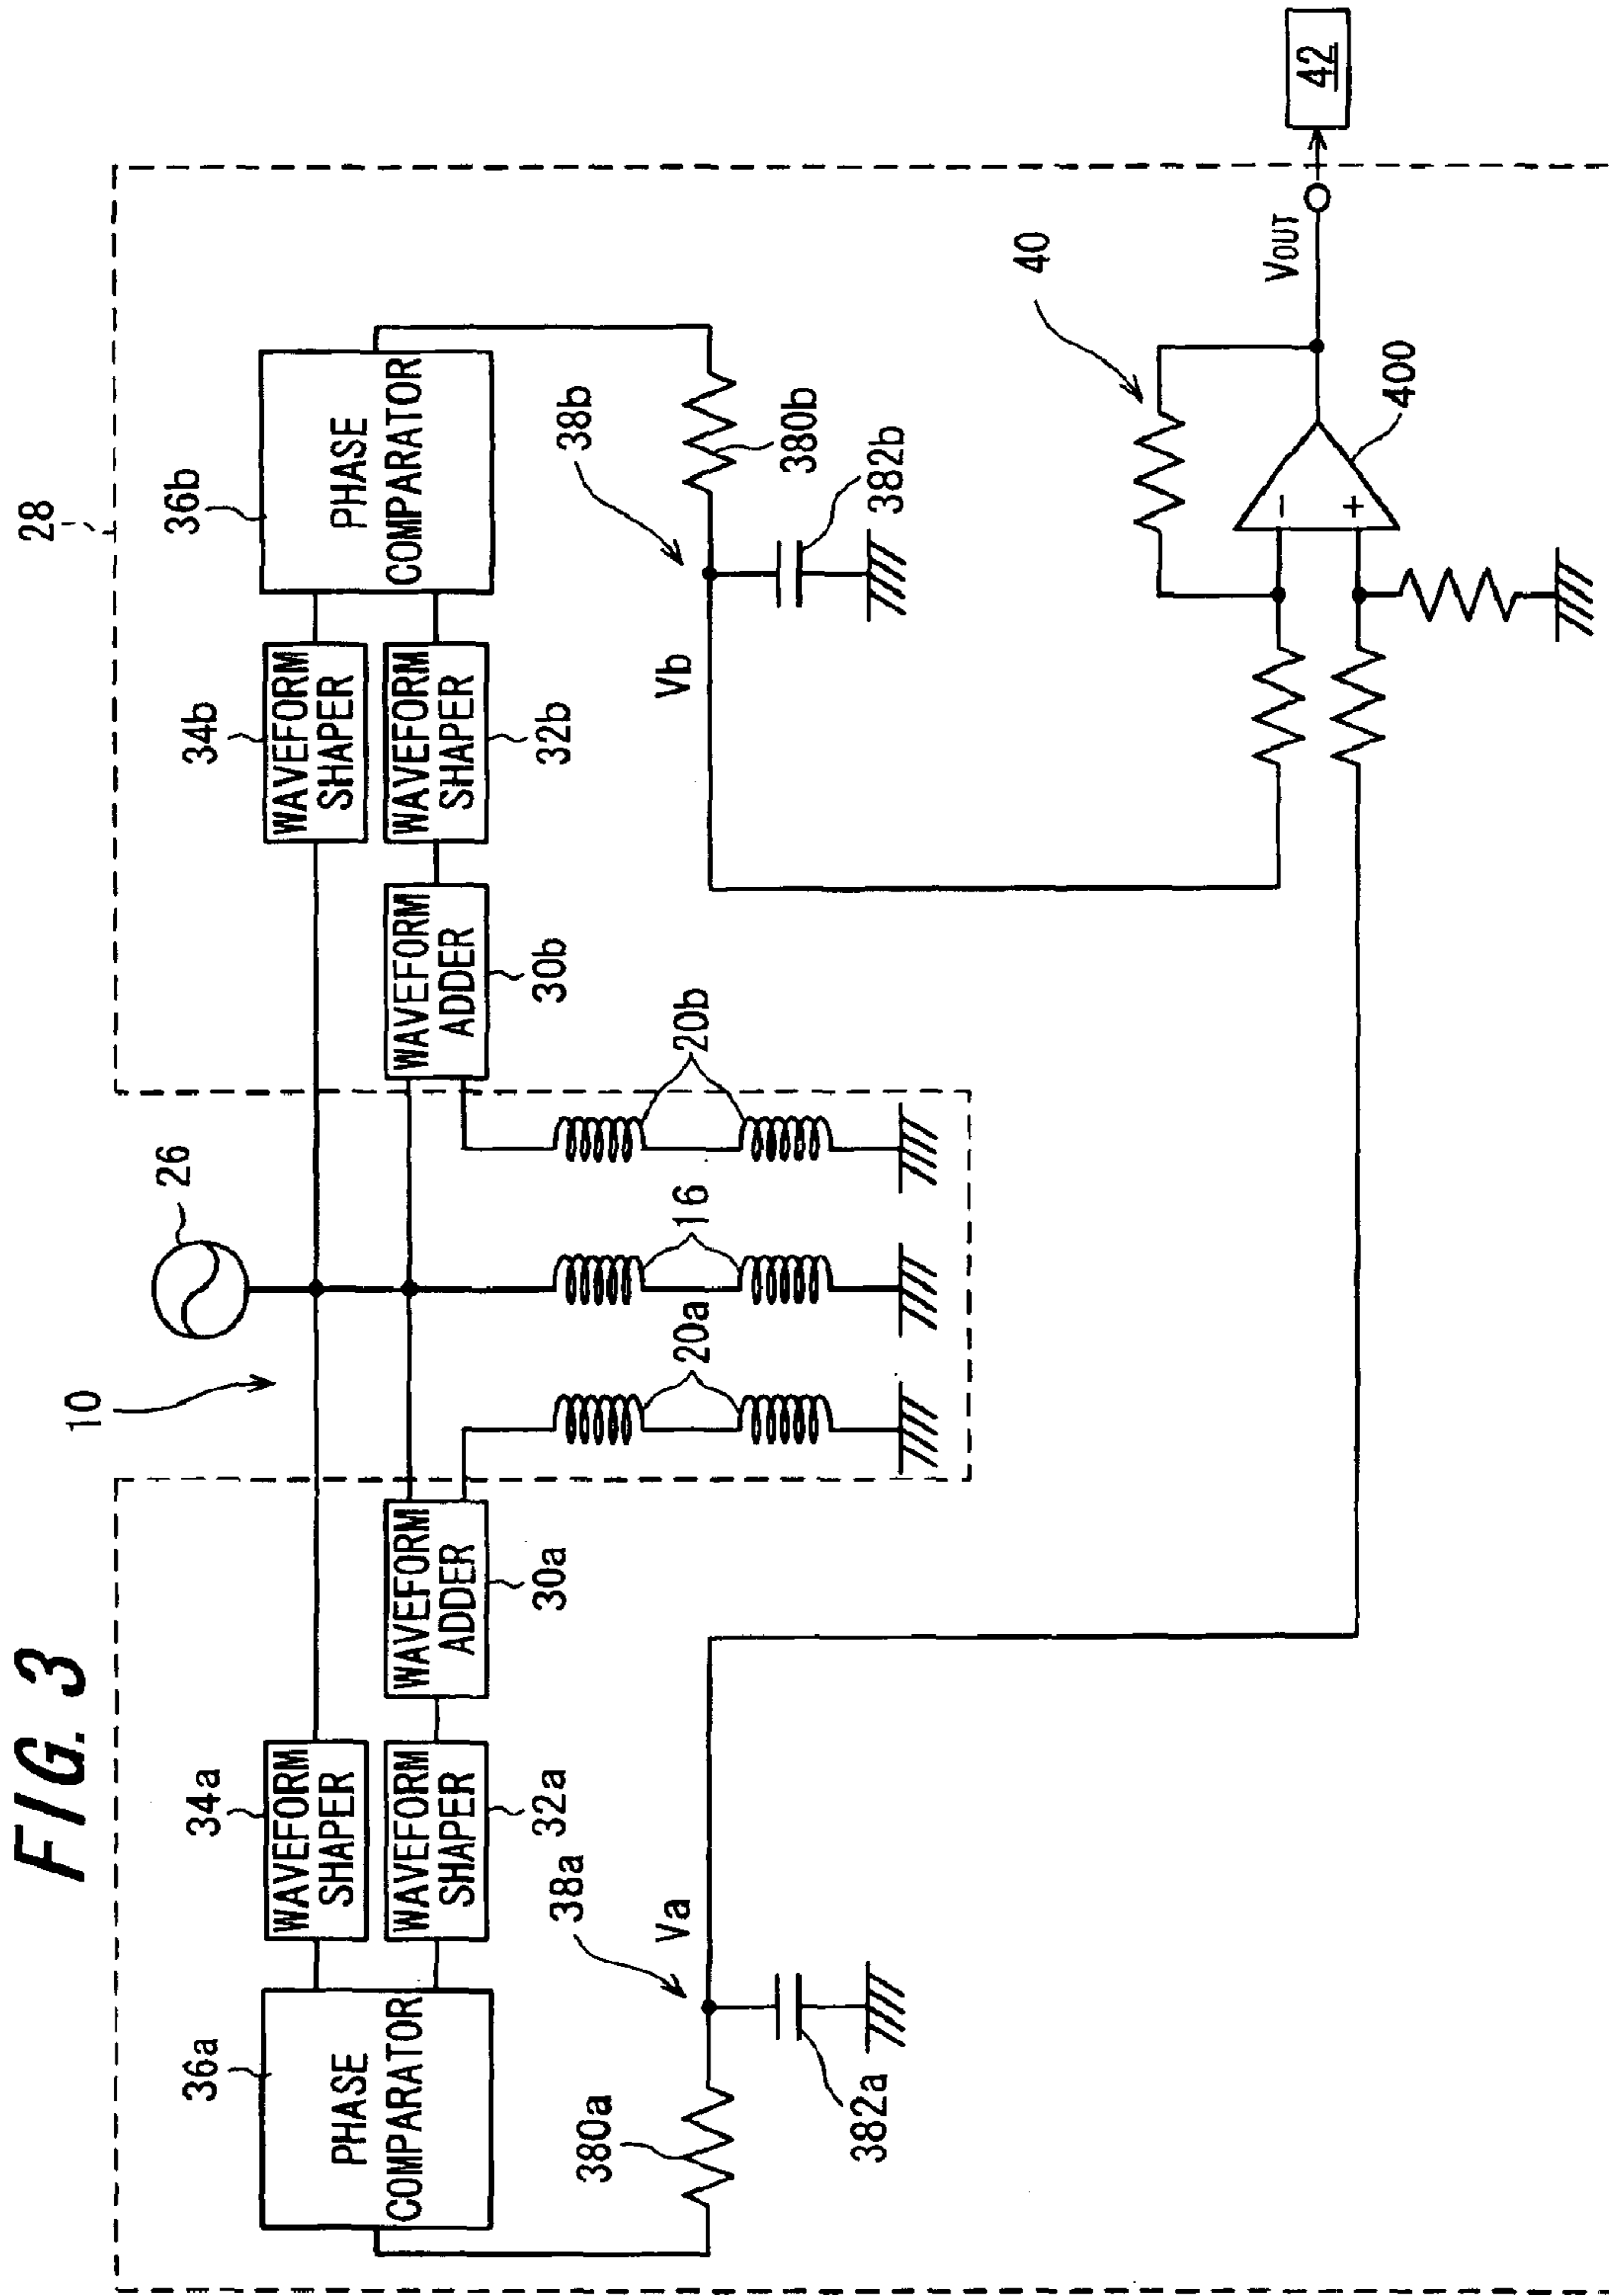 FIG. 3
10
26
28
36a
PHASE
COMPARATOR
34a
WAVEFORM
SHAPER
WAVEFORM
SHAPER
32a
WAVEFORM
ADDER
30a
34b
WAVEFORM
SHAPER
WAVEFORM
SHAPER
32b
WAVEFORM
ADDER
30b
36b
PHASE
COMPARATOR
20a
16
20b
380a
382a
38a
Va
Vb
38b
380b
382b
40
−
+
400
VOUT
42